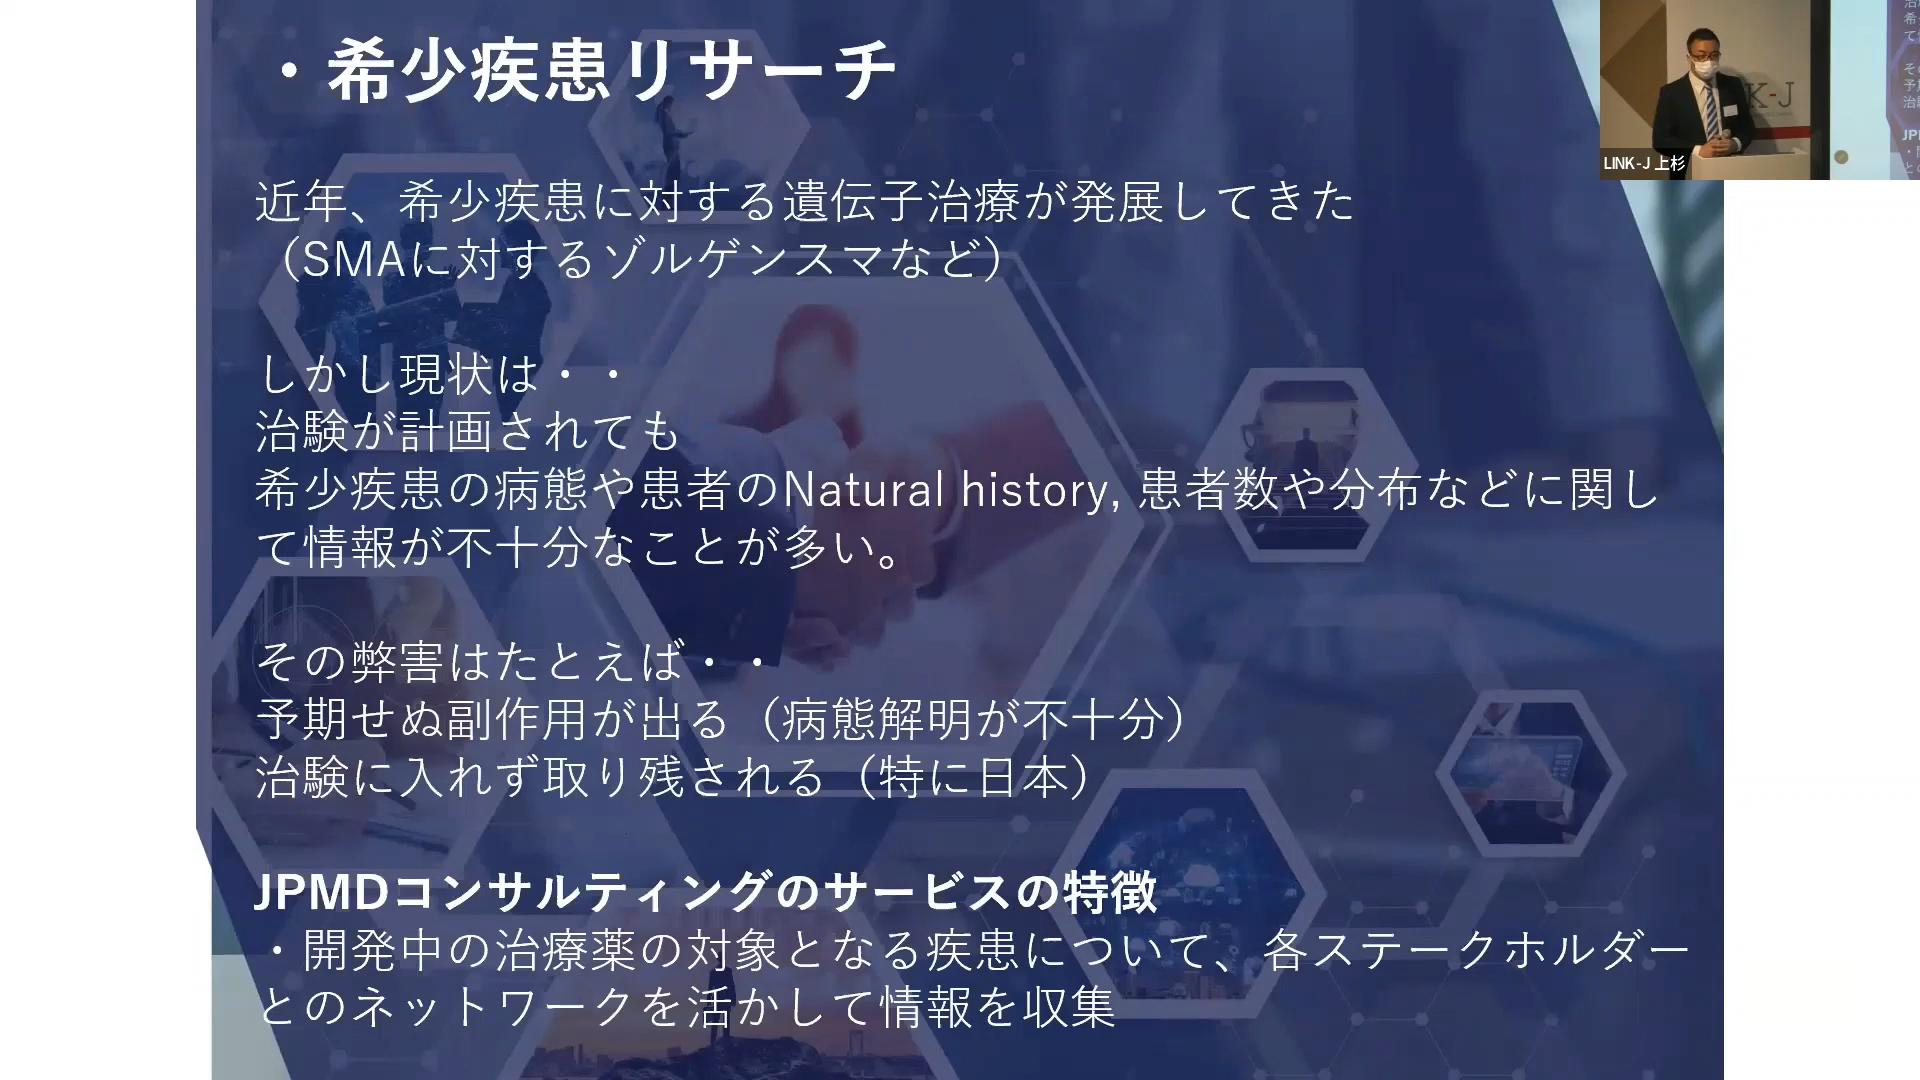 ・希少疾患リサーチ
近年、希少疾患に対する遺伝子治療が発展してきた
（SMAに対するゾルゲンスマなど）
しかし現状は・・
治験が計画されても
希少疾患の病態や患者のNatural history, 患者数や分布などに関し
て情報が不十分なことが多い。
その弊害はたとえば・・
予期せぬ副作用が出る（病態解明が不十分）
治験に入れず取り残される（特に日本）
JPMDコンサルティングのサービスの特徴
・開発中の治療薬の対象となる疾患について、各ステークホルダー
とのネットワークを活かして情報を収集
K-J
LINK-J 上杉